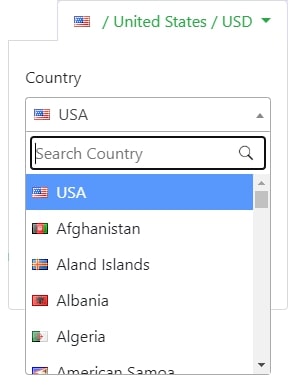 / United States / USD
Country
USA
Search Country
USA
Afghanistan
Aland Islands
Albania
Algeria
American Samoa